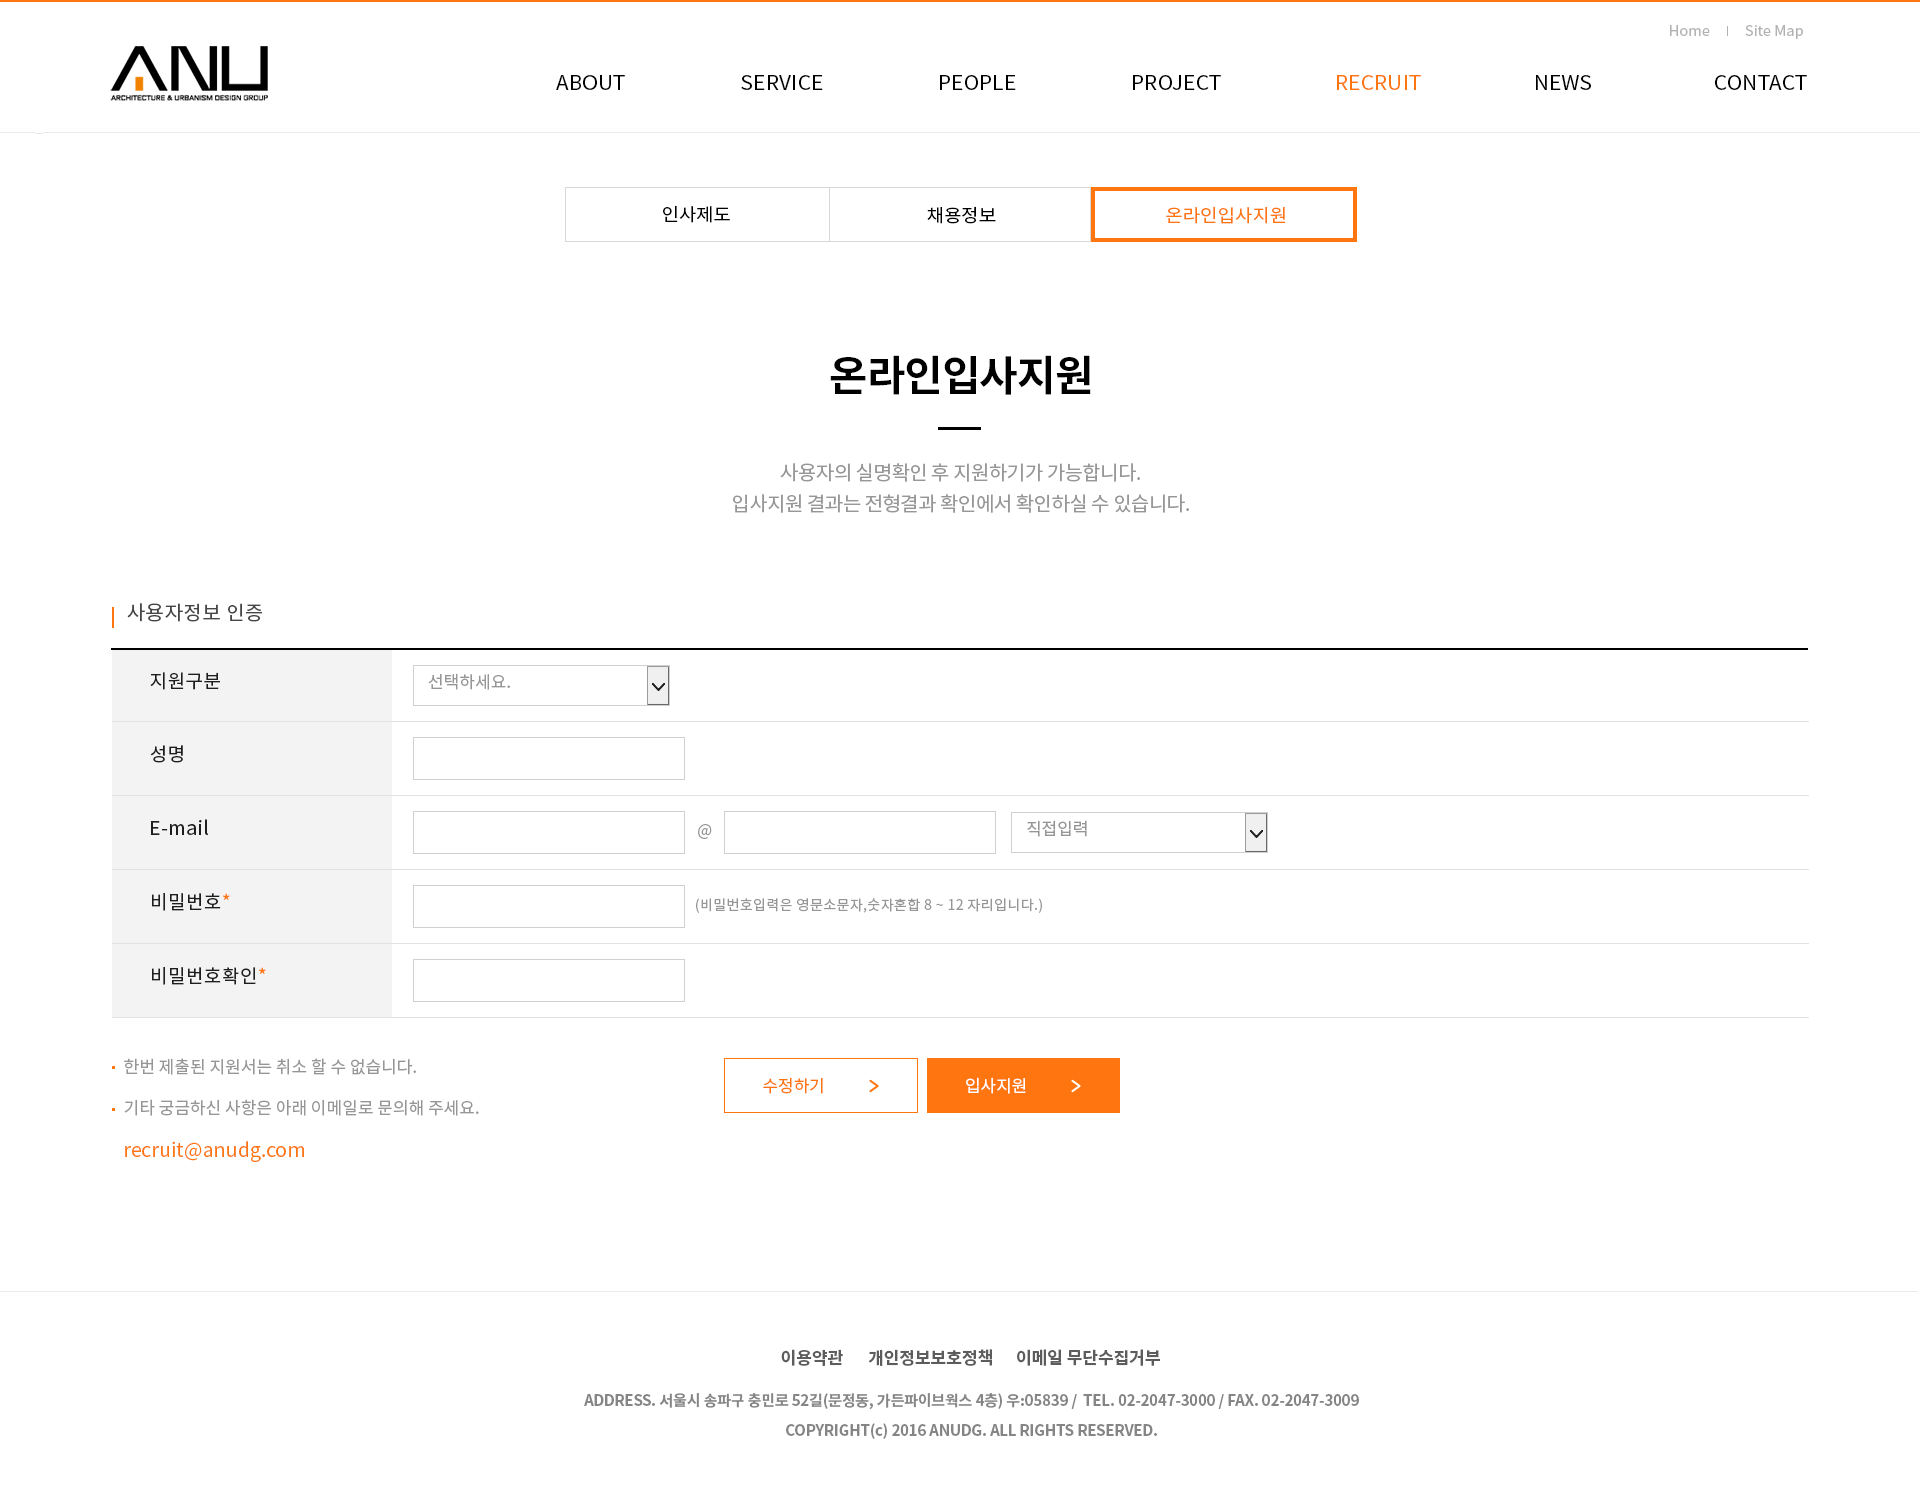 Home | Site Map
ANU
ARCHITECTURE & URBANISM DESIGN GROUP
ABOUT SERVICE PEOPLE PROJECT RECRUIT NEWS CONTACT
인사제도 채용정보 온라인입사지원
온라인입사지원
사용자의 실명확인 후 지원하기가 가능합니다.
입사지원 결과는 전형결과 확인에서 확인하실 수 있습니다.
사용자정보 인증
지원구분 선택하세요.
성명
E-mail @ 직접입력
비밀번호* (비밀번호입력은 영문소문자,숫자혼합 8 ~ 12 자리입니다.)
비밀번호확인*
한번 제출된 지원서는 취소 할 수 없습니다.
수정하기 > 입사지원 >
기타 궁금하신 사항은 아래 이메일로 문의해 주세요.
recruit@anudg.com
이용약관 개인정보보호정책 이메일 무단수집거부
ADDRESS. 서울시 송파구 충민로 52길(문정동, 가든파이브웍스 4층) 우:05839 / TEL. 02-2047-3000 / FAX. 02-2047-3009
COPYRIGHT(c) 2016 ANUDG. ALL RIGHTS RESERVED.